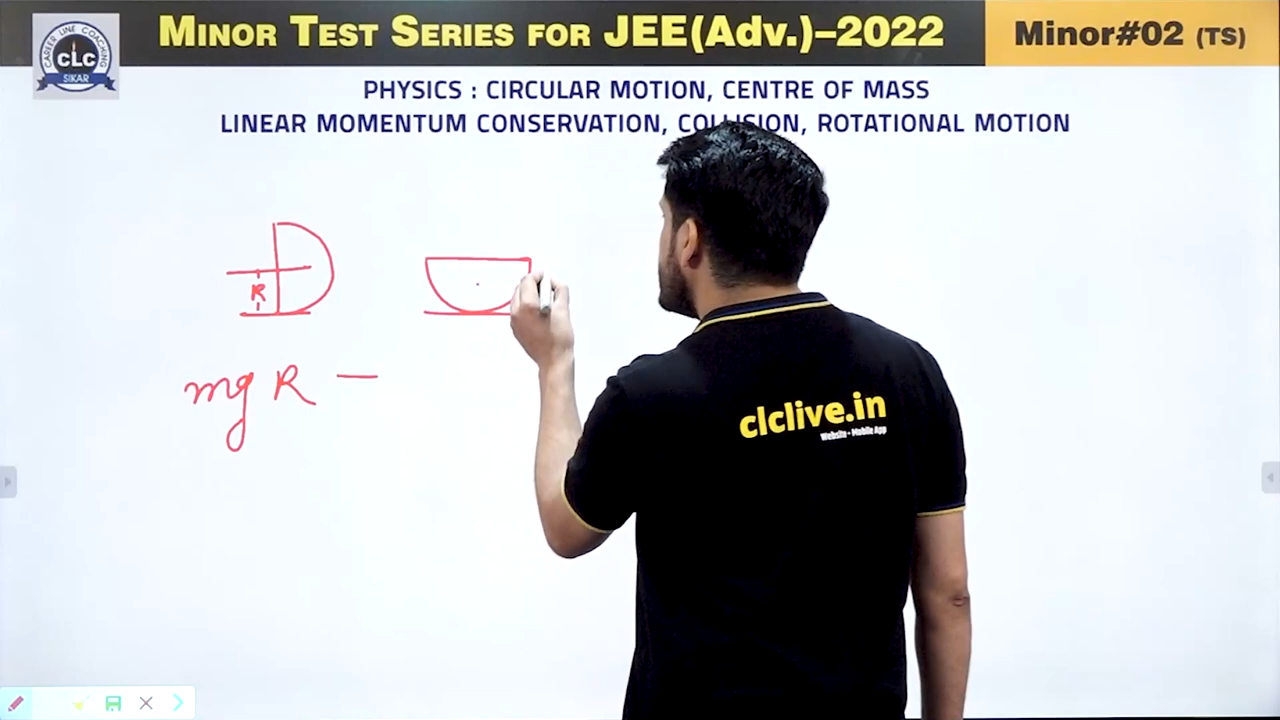 MINOR TEST SERIES FOR JEE(Adv.)–2022
Minor#02 (TS)
CAREER LINE COACHING
CLC
SIKAR
PHYSICS : CIRCULAR MOTION, CENTRE OF MASS
LINEAR MOMENTUM CONSERVATION, COLLISION, ROTATIONAL MOTION
R
mg R –
clclive.in
Website - Mobile App